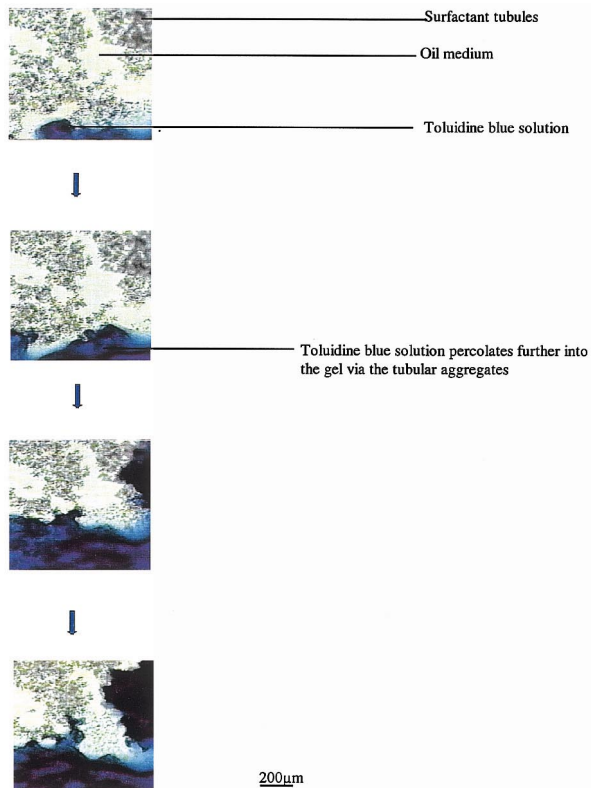 Surfactant tubules
Oil medium
Toluidine blue solution
Toluidine blue solution percolates further into
the gel via the tubular aggregates
200μm